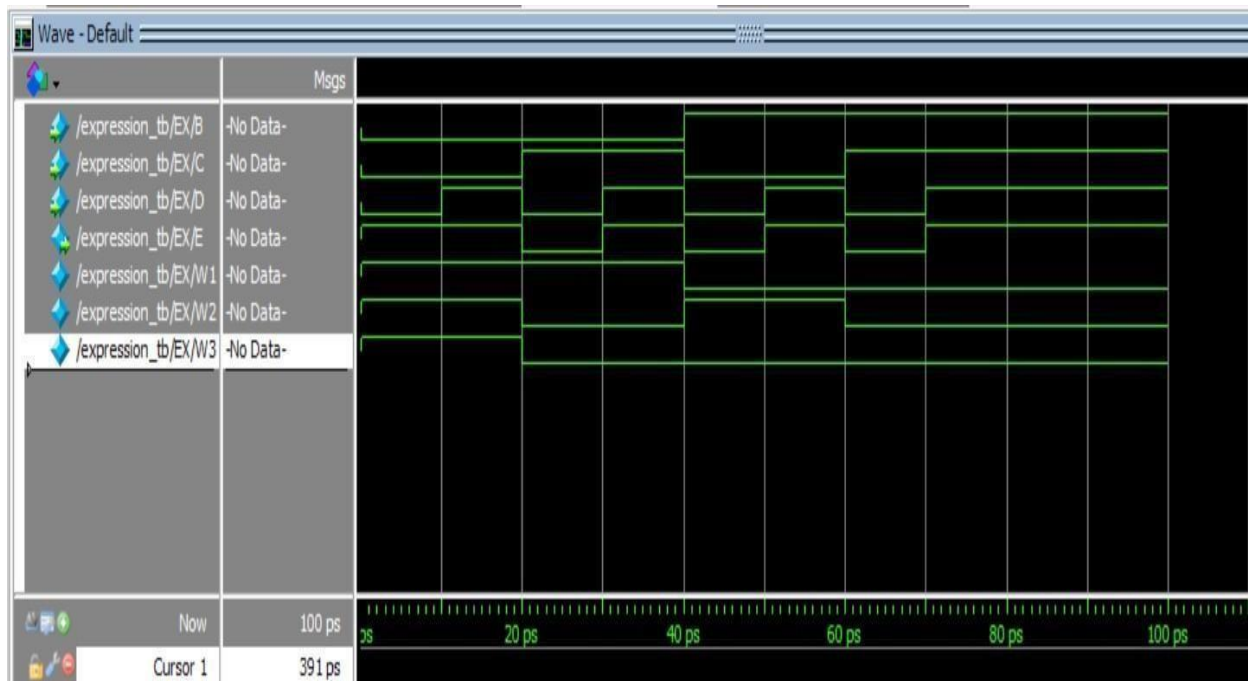 Wave - Default
Msgs
/expression_tb/EX/B -No Data-
/expression_tb/EX/C -No Data-
/expression_tb/EX/D -No Data-
/expression_tb/EX/E -No Data-
/expression_tb/EX/W1 -No Data-
/expression_tb/EX/W2 -No Data-
/expression_tb/EX/W3 -No Data-
Now 100 ps
ps 20 ps 40 ps 60 ps 80 ps 100 ps
Cursor 1 391 ps